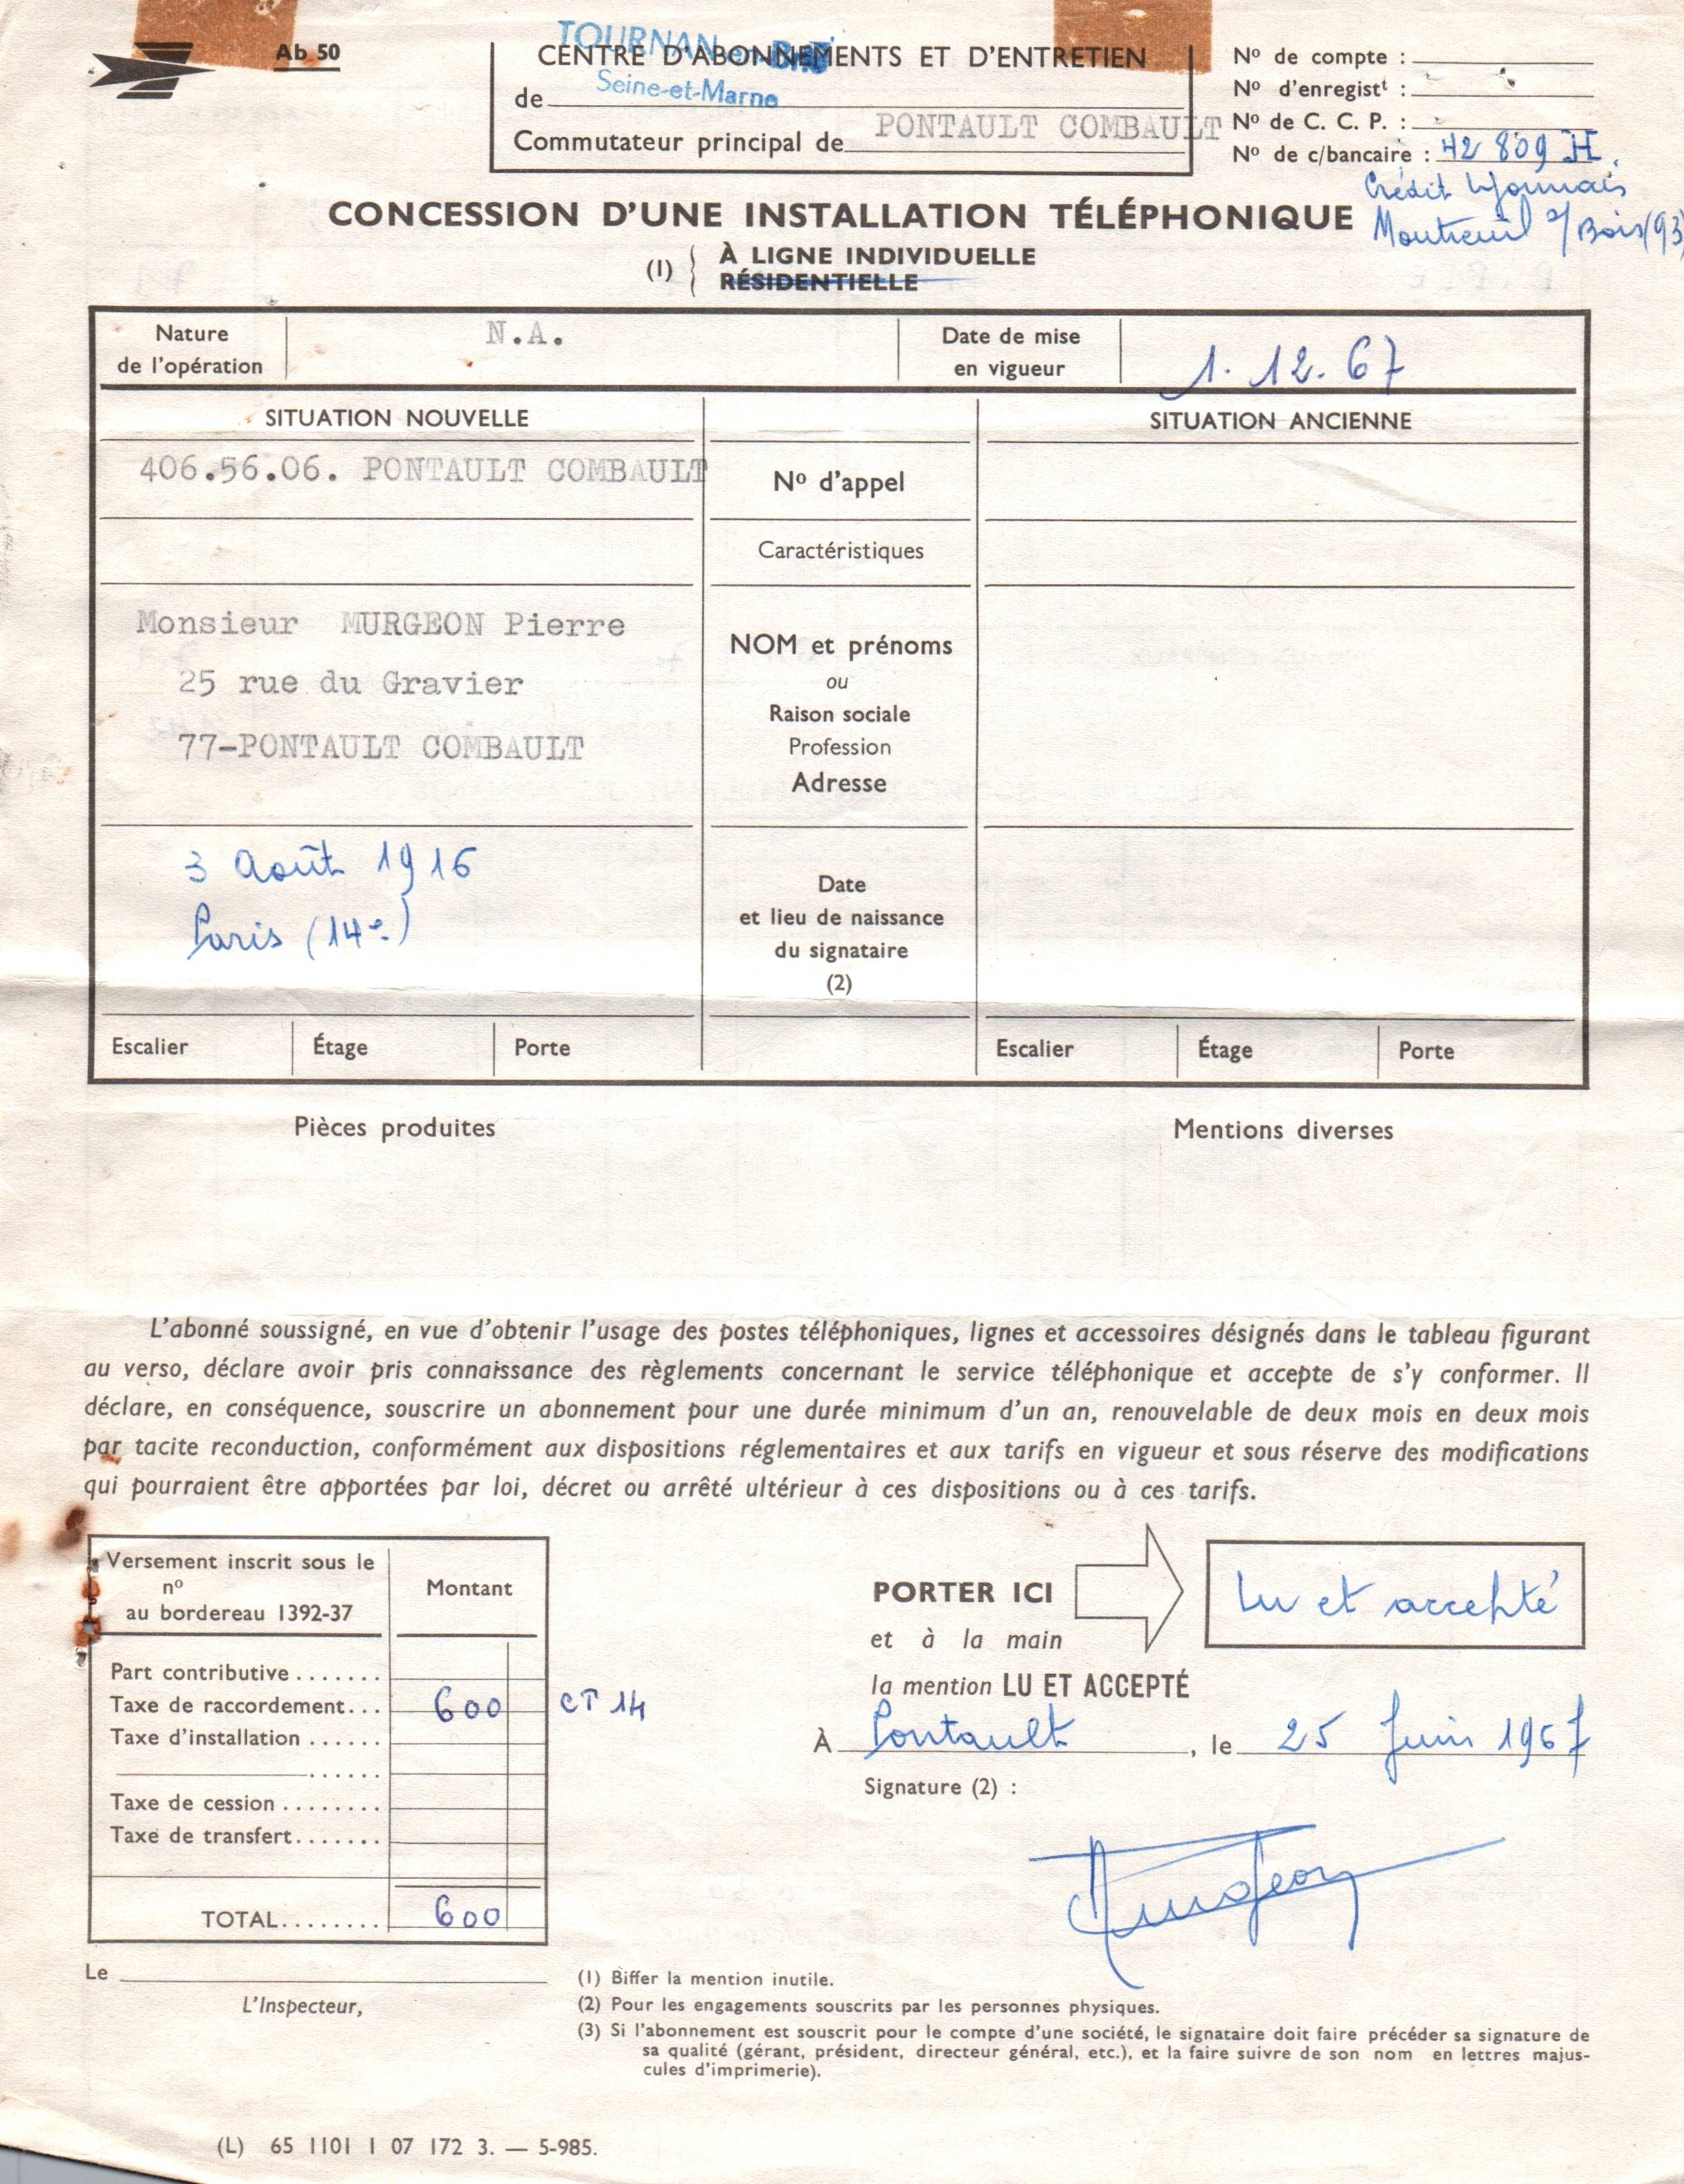 Ab 50
TOURNAN-en-BRIE
CENTRE D'ABONNEMENTS ET D'ENTRETIEN
de Seine-et-Marne
Commutateur principal de PONTAULT COMBAULT
Nº de compte :
Nº d'enregistᵗ :
Nº de C. C. P. :
Nº de c/bancaire : 42 809 H.
Crédit Lyonnais
Montreuil s/ Bois (93)
CONCESSION D'UNE INSTALLATION TÉLÉPHONIQUE
(1) { À LIGNE INDIVIDUELLE
RÉSIDENTIELLE
Nature
de l'opération
N.A.
Date de mise
en vigueur
1. 12. 67
SITUATION NOUVELLE
SITUATION ANCIENNE
406.56.06. PONTAULT COMBAULT
Nº d'appel
Caractéristiques
Monsieur MURGEON Pierre
25 rue du Gravier
77-PONTAULT COMBAULT
NOM et prénoms
ou
Raison sociale
Profession
Adresse
3 Août 1916
Paris (14e)
Date
et lieu de naissance
du signataire
(2)
Escalier Étage Porte
Escalier Étage Porte
Pièces produites
Mentions diverses
L'abonné soussigné, en vue d'obtenir l'usage des postes téléphoniques, lignes et accessoires désignés dans le tableau figurant
au verso, déclare avoir pris connaissance des règlements concernant le service téléphonique et accepte de s'y conformer. Il
déclare, en conséquence, souscrire un abonnement pour une durée minimum d'un an, renouvelable de deux mois en deux mois
par tacite reconduction, conformément aux dispositions réglementaires et aux tarifs en vigueur et sous réserve des modifications
qui pourraient être apportées par loi, décret ou arrêté ultérieur à ces dispositions ou à ces tarifs.
Versement inscrit sous le
nº
au bordereau 1392-37
Montant
Part contributive .......
Taxe de raccordement... 600 CT 14
Taxe d'installation ......
......
Taxe de cession ........
Taxe de transfert.......
TOTAL........ 600
Le
L'Inspecteur,
PORTER ICI
et à la main
la mention LU ET ACCEPTÉ
Lu et accepté
À Pontault, le 25 Juin 1967
Signature (2) :
Murgeon
(1) Biffer la mention inutile.
(2) Pour les engagements souscrits par les personnes physiques.
(3) Si l'abonnement est souscrit pour le compte d'une société, le signataire doit faire précéder sa signature de
sa qualité (gérant, président, directeur général, etc.), et la faire suivre de son nom en lettres majus-
cules d'imprimerie).
(L) 65 1101 1 07 172 3. — 5-985.